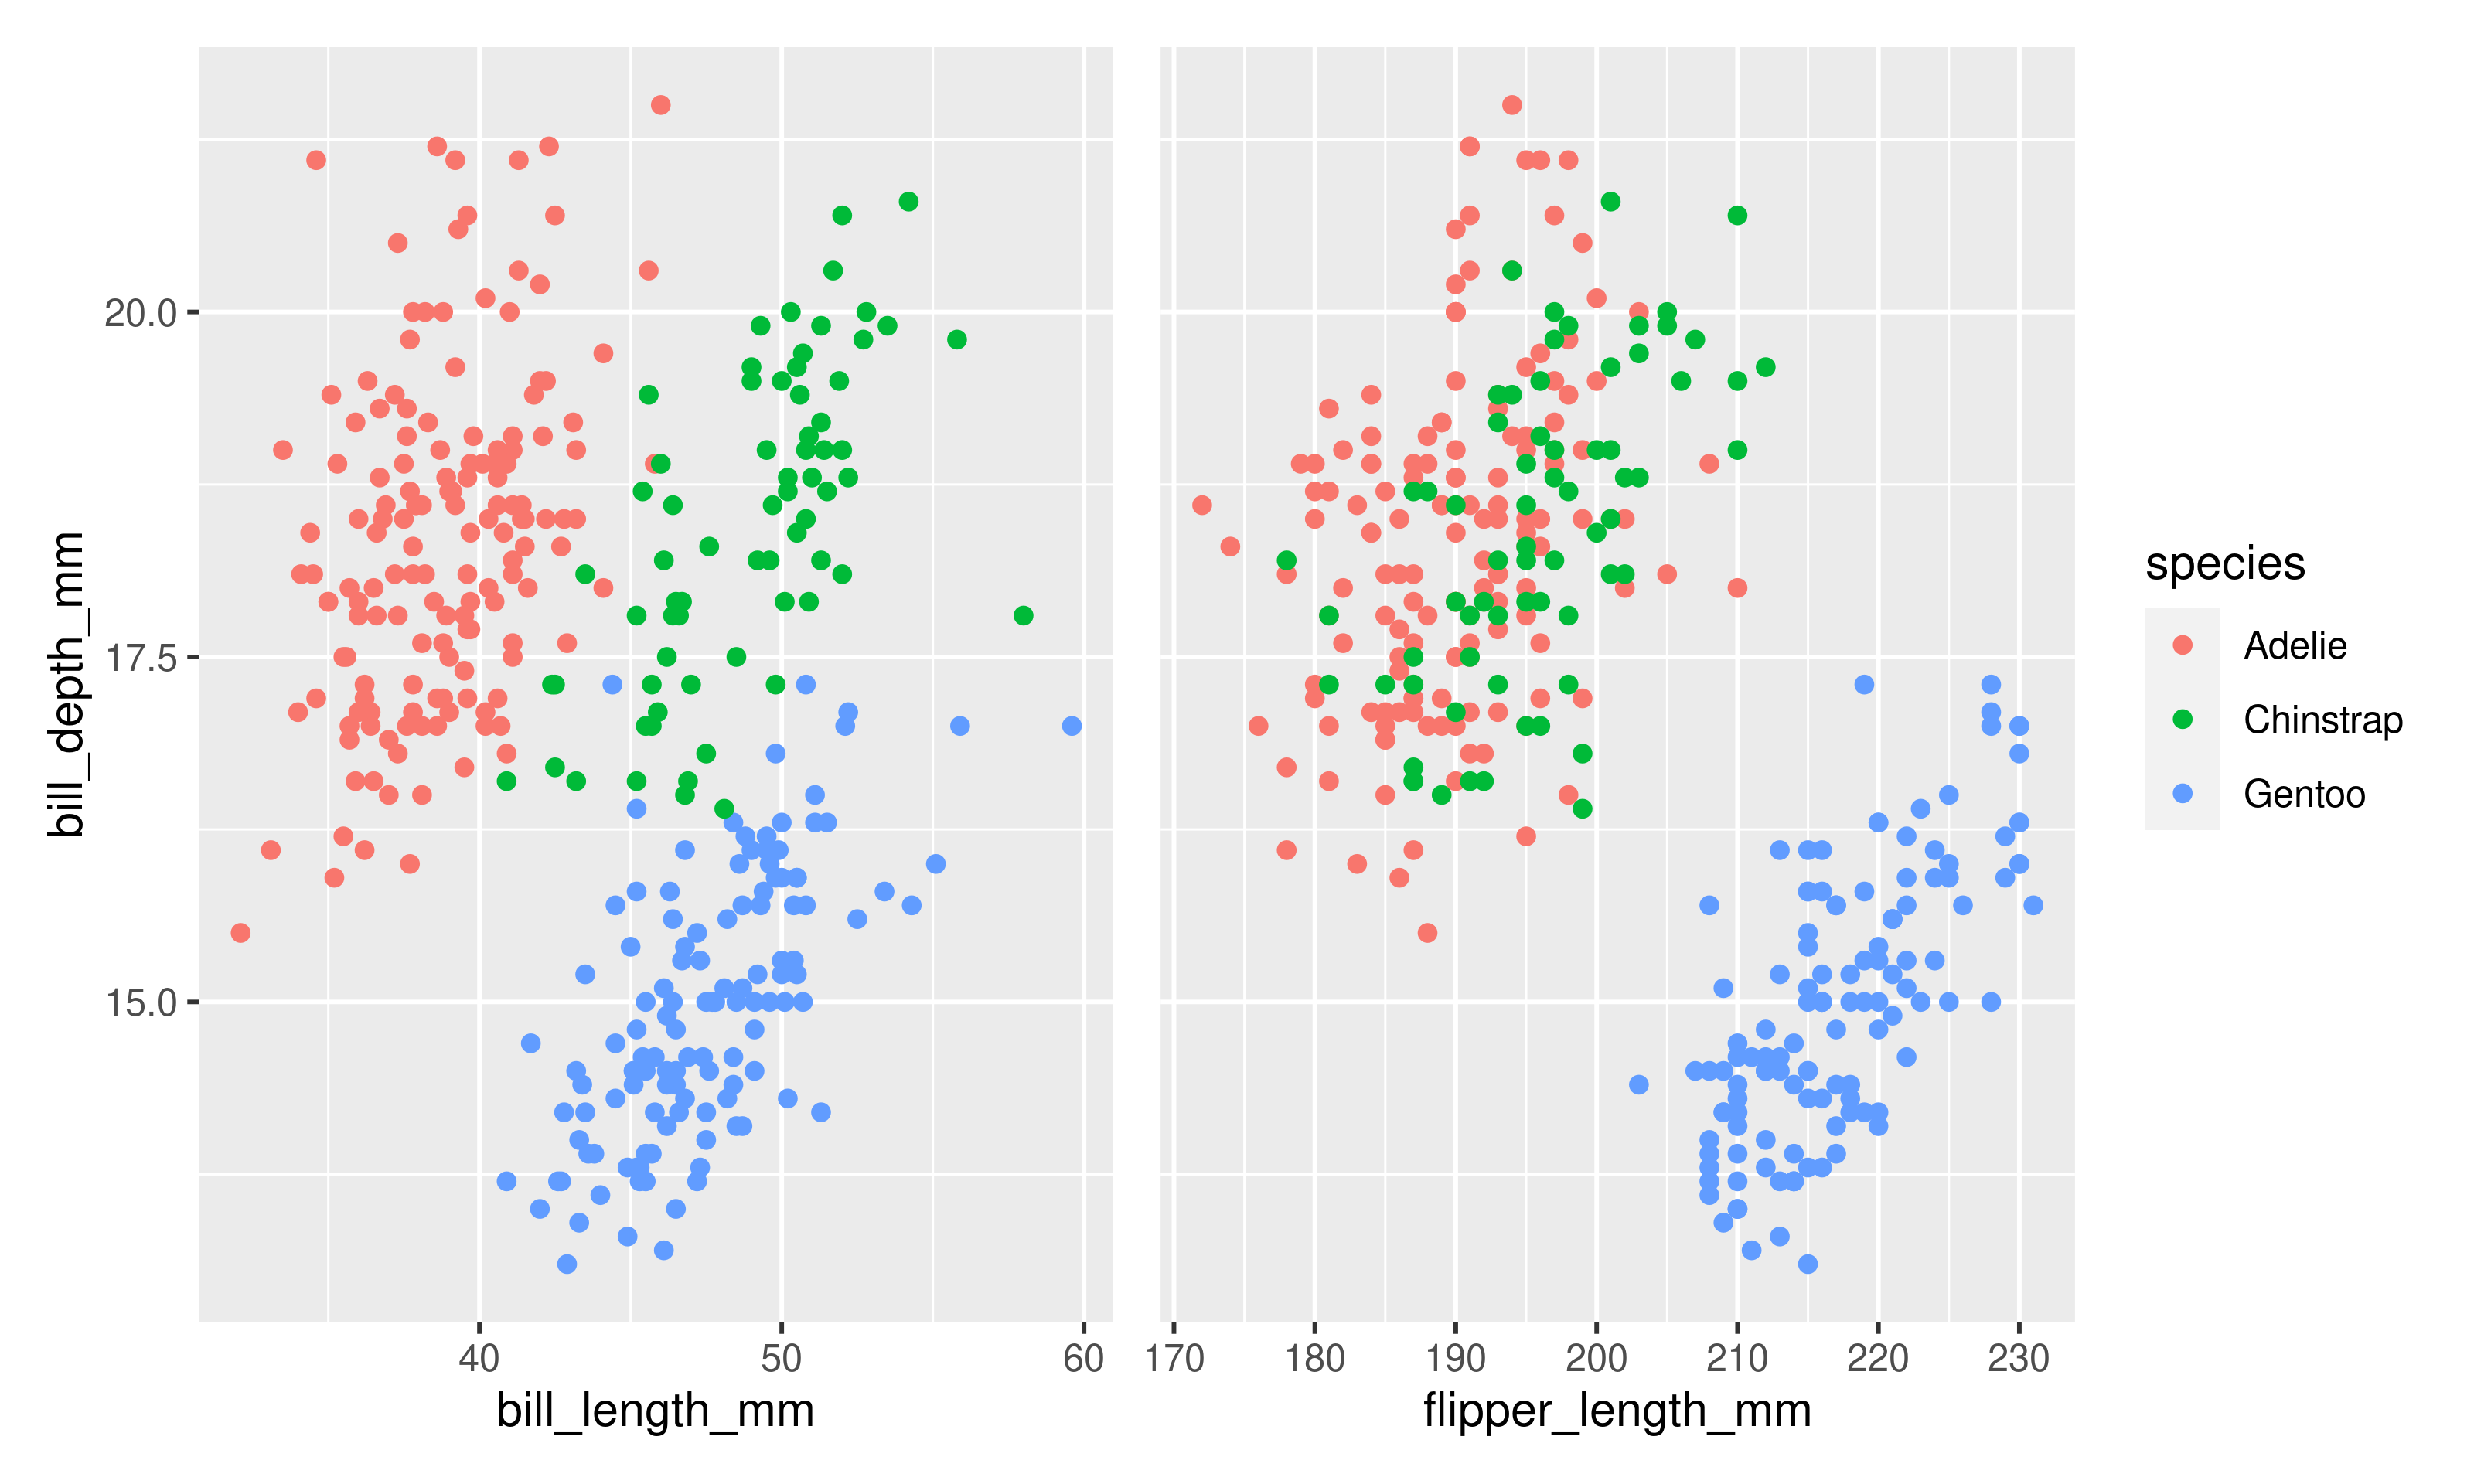 bill_depth_mm
20.0
17.5
15.0
40 50 60
bill_length_mm
170 180 190 200 210 220 230
flipper_length_mm
species
Adelie
Chinstrap
Gentoo